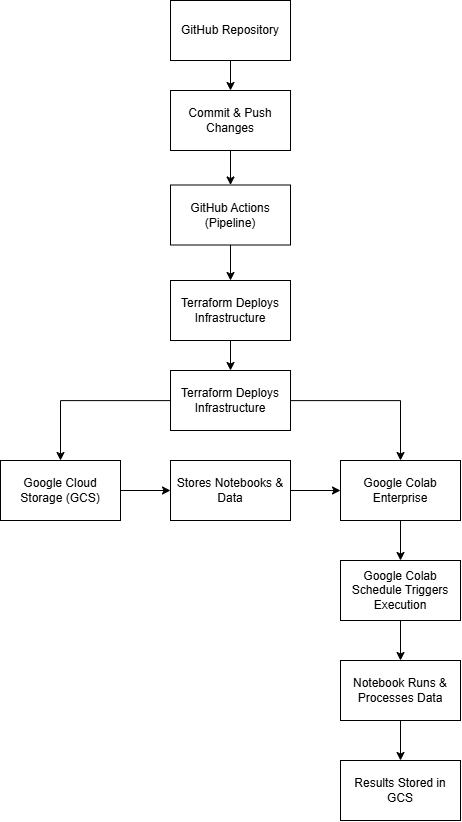 GitHub Repository
Commit & Push
Changes
GitHub Actions
(Pipeline)
Terraform Deploys
Infrastructure
Terraform Deploys
Infrastructure
Google Cloud
Storage (GCS)
Stores Notebooks &
Data
Google Colab
Enterprise
Google Colab
Schedule Triggers
Execution
Notebook Runs &
Processes Data
Results Stored in
GCS